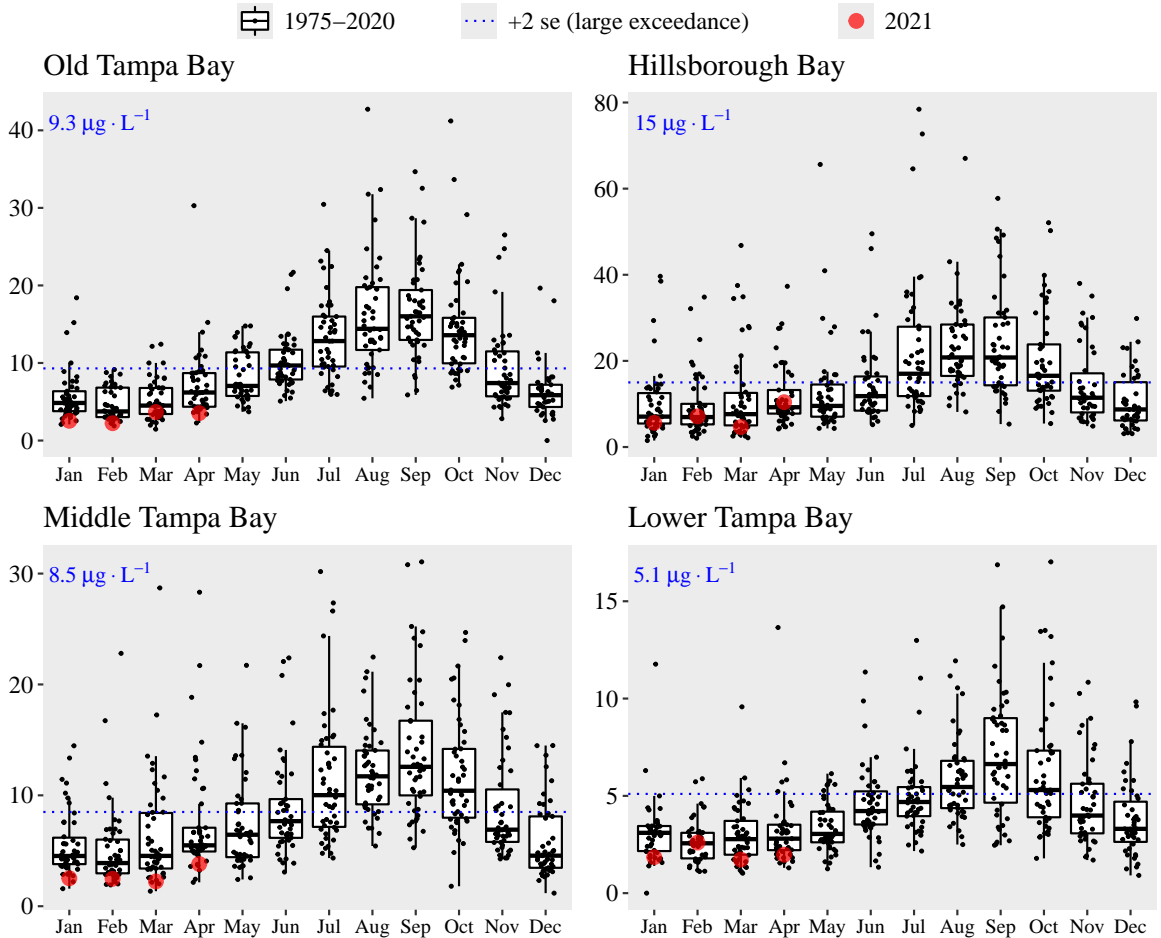 1975−2020 +2 se (large exceedance) 2021
Old Tampa Bay
9.3 μg · L⁻¹
40
30
20
10
0
Jan Feb Mar Apr May Jun Jul Aug Sep Oct Nov Dec
Hillsborough Bay
15 μg · L⁻¹
80
60
40
20
0
Jan Feb Mar Apr May Jun Jul Aug Sep Oct Nov Dec
Middle Tampa Bay
8.5 μg · L⁻¹
30
20
10
0
Jan Feb Mar Apr May Jun Jul Aug Sep Oct Nov Dec
Lower Tampa Bay
5.1 μg · L⁻¹
15
10
5
0
Jan Feb Mar Apr May Jun Jul Aug Sep Oct Nov Dec